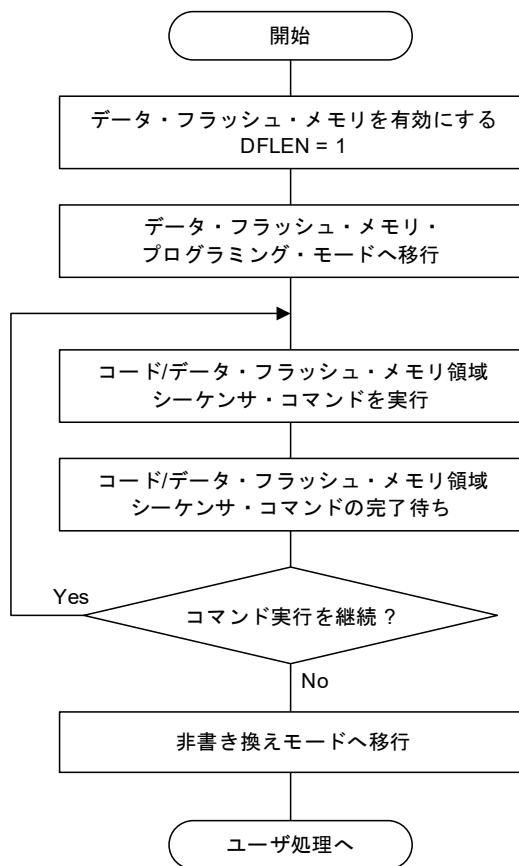 開始
データ・フラッシュ・メモリを有効にする
DFLEN = 1
データ・フラッシュ・メモリ・
プログラミング・モードへ移行
コード/データ・フラッシュ・メモリ領域
シーケンサ・コマンドを実行
コード/データ・フラッシュ・メモリ領域
シーケンサ・コマンドの完了待ち
Yes
コマンド実行を継続？
No
非書き換えモードへ移行
ユーザ処理へ